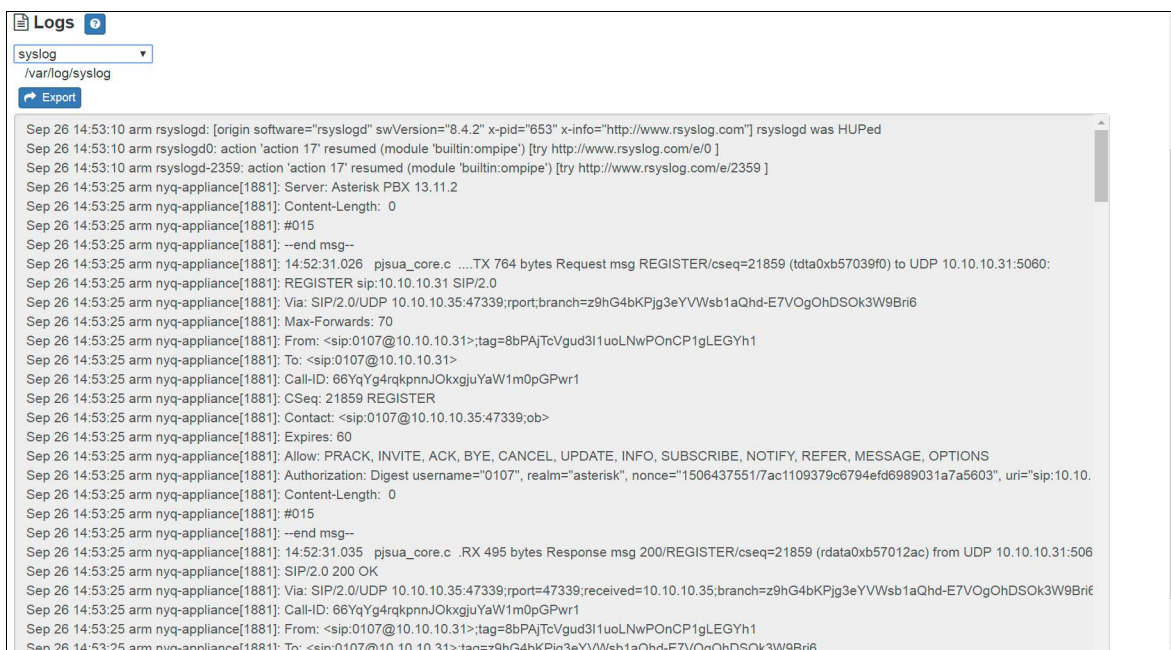 Logs ?
syslog
/var/log/syslog
Export
Sep 26 14:53:10 arm rsyslogd: [origin software="rsyslogd" swVersion="8.4.2" x-pid="653" x-info="http://www.rsyslog.com"] rsyslogd was HUPed
Sep 26 14:53:10 arm rsyslogd0: action 'action 17' resumed (module 'builtin:ompipe') [try http://www.rsyslog.com/e/0 ]
Sep 26 14:53:10 arm rsyslogd-2359: action 'action 17' resumed (module 'builtin:ompipe') [try http://www.rsyslog.com/e/2359 ]
Sep 26 14:53:25 arm nyq-appliance[1881]: Server: Asterisk PBX 13.11.2
Sep 26 14:53:25 arm nyq-appliance[1881]: Content-Length: 0
Sep 26 14:53:25 arm nyq-appliance[1881]: #015
Sep 26 14:53:25 arm nyq-appliance[1881]: --end msg--
Sep 26 14:53:25 arm nyq-appliance[1881]: 14:52:31.026 pjsua_core.c ....TX 764 bytes Request msg REGISTER/cseq=21859 (tdta0xb57039f0) to UDP 10.10.10.31:5060:
Sep 26 14:53:25 arm nyq-appliance[1881]: REGISTER sip:10.10.10.31 SIP/2.0
Sep 26 14:53:25 arm nyq-appliance[1881]: Via: SIP/2.0/UDP 10.10.10.35:47339;rport;branch=z9hG4bKPjg3eYVWsb1aQhd-E7VOgOhDSOk3W9Bri6
Sep 26 14:53:25 arm nyq-appliance[1881]: Max-Forwards: 70
Sep 26 14:53:25 arm nyq-appliance[1881]: From: <sip:0107@10.10.10.31>;tag=8bPAjTcVgud3I1uoLNwPOnCP1gLEGYh1
Sep 26 14:53:25 arm nyq-appliance[1881]: To: <sip:0107@10.10.10.31>
Sep 26 14:53:25 arm nyq-appliance[1881]: Call-ID: 66YqYg4rqkpnnJOkxgjuYaW1m0pGPwr1
Sep 26 14:53:25 arm nyq-appliance[1881]: CSeq: 21859 REGISTER
Sep 26 14:53:25 arm nyq-appliance[1881]: Contact: <sip:0107@10.10.10.35:47339;ob>
Sep 26 14:53:25 arm nyq-appliance[1881]: Expires: 60
Sep 26 14:53:25 arm nyq-appliance[1881]: Allow: PRACK, INVITE, ACK, BYE, CANCEL, UPDATE, INFO, SUBSCRIBE, NOTIFY, REFER, MESSAGE, OPTIONS
Sep 26 14:53:25 arm nyq-appliance[1881]: Authorization: Digest username="0107", realm="asterisk", nonce="1506437551/7ac1109379c6794efd6989031a7a5603", uri="sip:10.10.
Sep 26 14:53:25 arm nyq-appliance[1881]: Content-Length: 0
Sep 26 14:53:25 arm nyq-appliance[1881]: #015
Sep 26 14:53:25 arm nyq-appliance[1881]: --end msg--
Sep 26 14:53:25 arm nyq-appliance[1881]: 14:52:31.035 pjsua_core.c .RX 495 bytes Response msg 200/REGISTER/cseq=21859 (rdata0xb57012ac) from UDP 10.10.10.31:506
Sep 26 14:53:25 arm nyq-appliance[1881]: SIP/2.0 200 OK
Sep 26 14:53:25 arm nyq-appliance[1881]: Via: SIP/2.0/UDP 10.10.10.35:47339;rport=47339;received=10.10.10.35;branch=z9hG4bKPjg3eYVWsb1aQhd-E7VOgOhDSOk3W9Bri6
Sep 26 14:53:25 arm nyq-appliance[1881]: Call-ID: 66YqYg4rqkpnnJOkxgjuYaW1m0pGPwr1
Sep 26 14:53:25 arm nyq-appliance[1881]: From: <sip:0107@10.10.10.31>;tag=8bPAjTcVgud3I1uoLNwPOnCP1gLEGYh1
Sep 26 14:53:25 arm nyq-appliance[1881]: To: <sip:0107@10.10.10.31>;tag=z9hG4bKPjg3eYVWsb1aQhd-E7VOgOhDSOk3W9Bri6